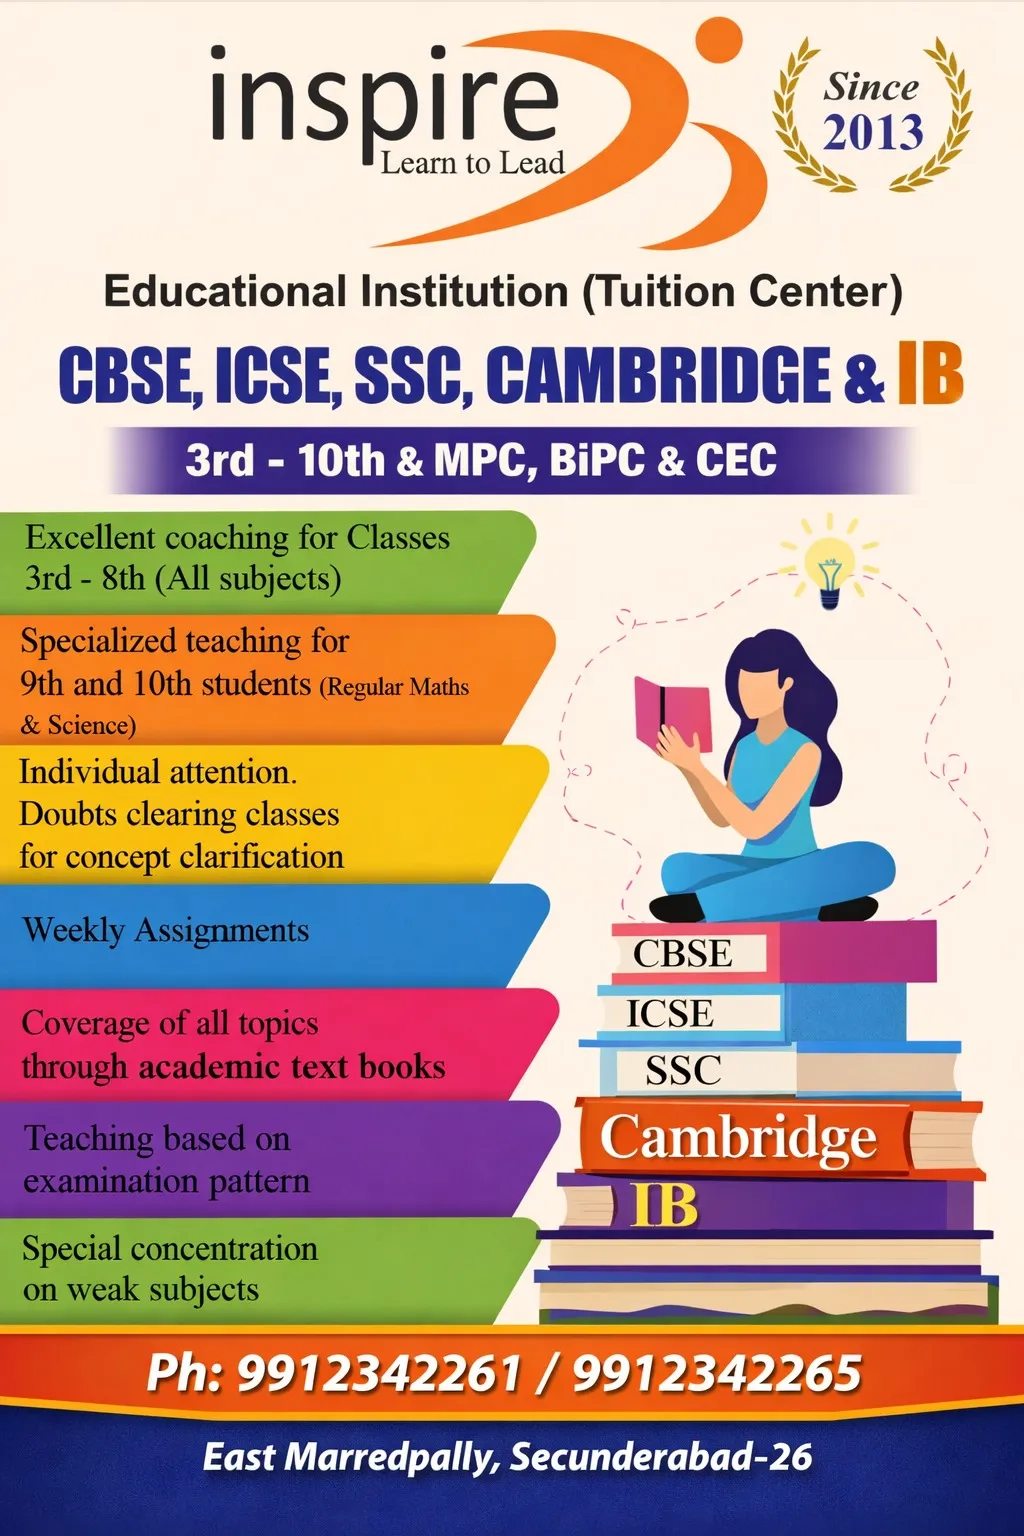 inspire
Learn to Lead
Since
2013
Educational Institution (Tuition Center)
CBSE, ICSE, SSC, CAMBRIDGE & IB
3rd - 10th & MPC, BiPC & CEC
Excellent coaching for Classes
3rd - 8th (All subjects)
Specialized teaching for
9th and 10th students (Regular Maths
& Science)
Individual attention.
Doubts clearing classes
for concept clarification
Weekly Assignments
Coverage of all topics
through academic text books
Teaching based on
examination pattern
Special concentration
on weak subjects
CBSE
ICSE
SSC
Cambridge
IB
Ph: 9912342261 / 9912342265
East Marredpally, Secunderabad-26